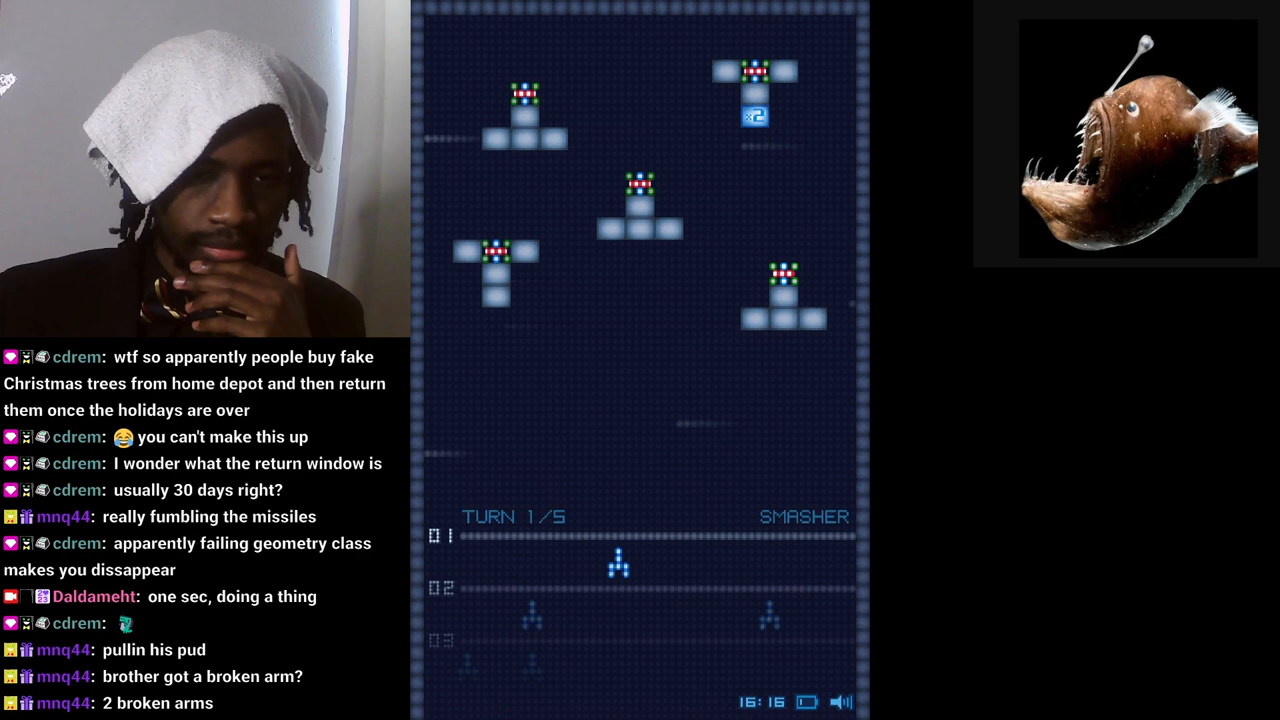 cdrem: wtf so apparently people buy fake
Christmas trees from home depot and then return
them once the holidays are over
cdrem: 😂 you can't make this up
cdrem: I wonder what the return window is
cdrem: usually 30 days right?
mnq44: really fumbling the missiles
cdrem: apparently failing geometry class
makes you dissappear
Daldameht: one sec, doing a thing
cdrem:
mnq44: pullin his pud
mnq44: brother got a broken arm?
mnq44: 2 broken arms
x2
TURN 1/5 SMASHER
01
02
03
16:16